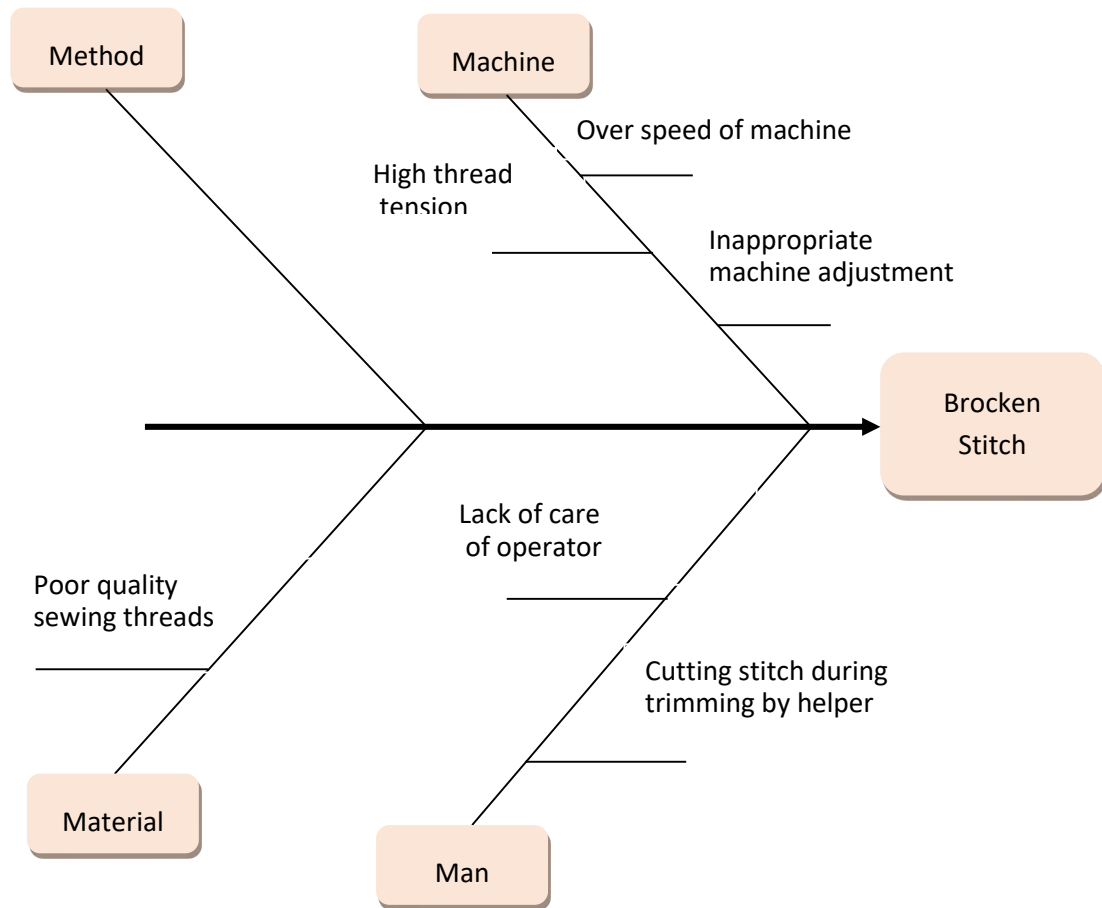 Method
Machine
Over speed of machine
High thread
tension
Inappropriate
machine adjustment
Brocken
Stitch
Lack of care
of operator
Poor quality
sewing threads
Cutting stitch during
trimming by helper
Material
Man